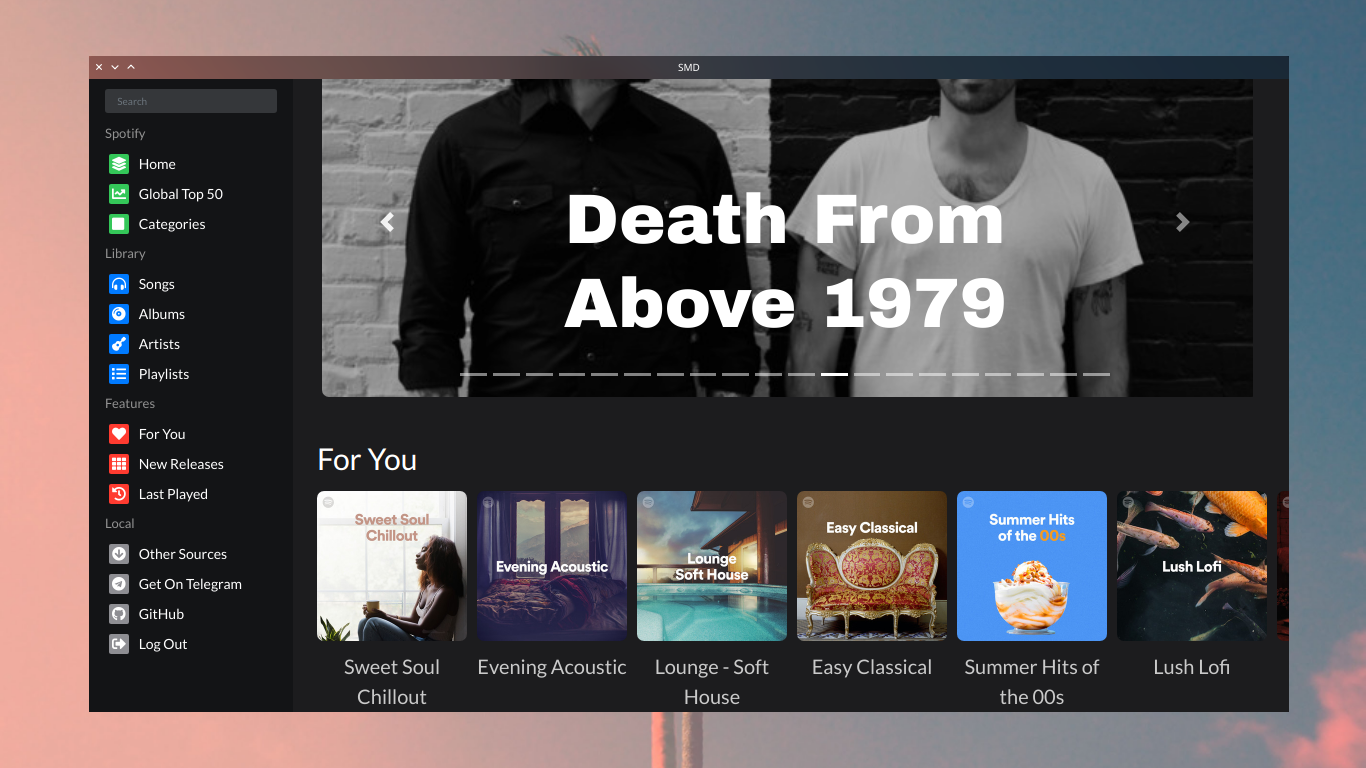 SMD
Search
Spotify
Home
Global Top 50
Categories
Library
Songs
Albums
Artists
Playlists
Features
For You
New Releases
Last Played
Local
Other Sources
Get On Telegram
GitHub
Log Out
Death From
Above 1979
For You
Sweet Soul
Chillout
Evening Acoustic
Lounge
Soft House
Easy Classical
Summer Hits
of the 00s
Lush Lofi
Sweet Soul
Chillout
Evening Acoustic
Lounge - Soft
House
Easy Classical
Summer Hits of
the 00s
Lush Lofi